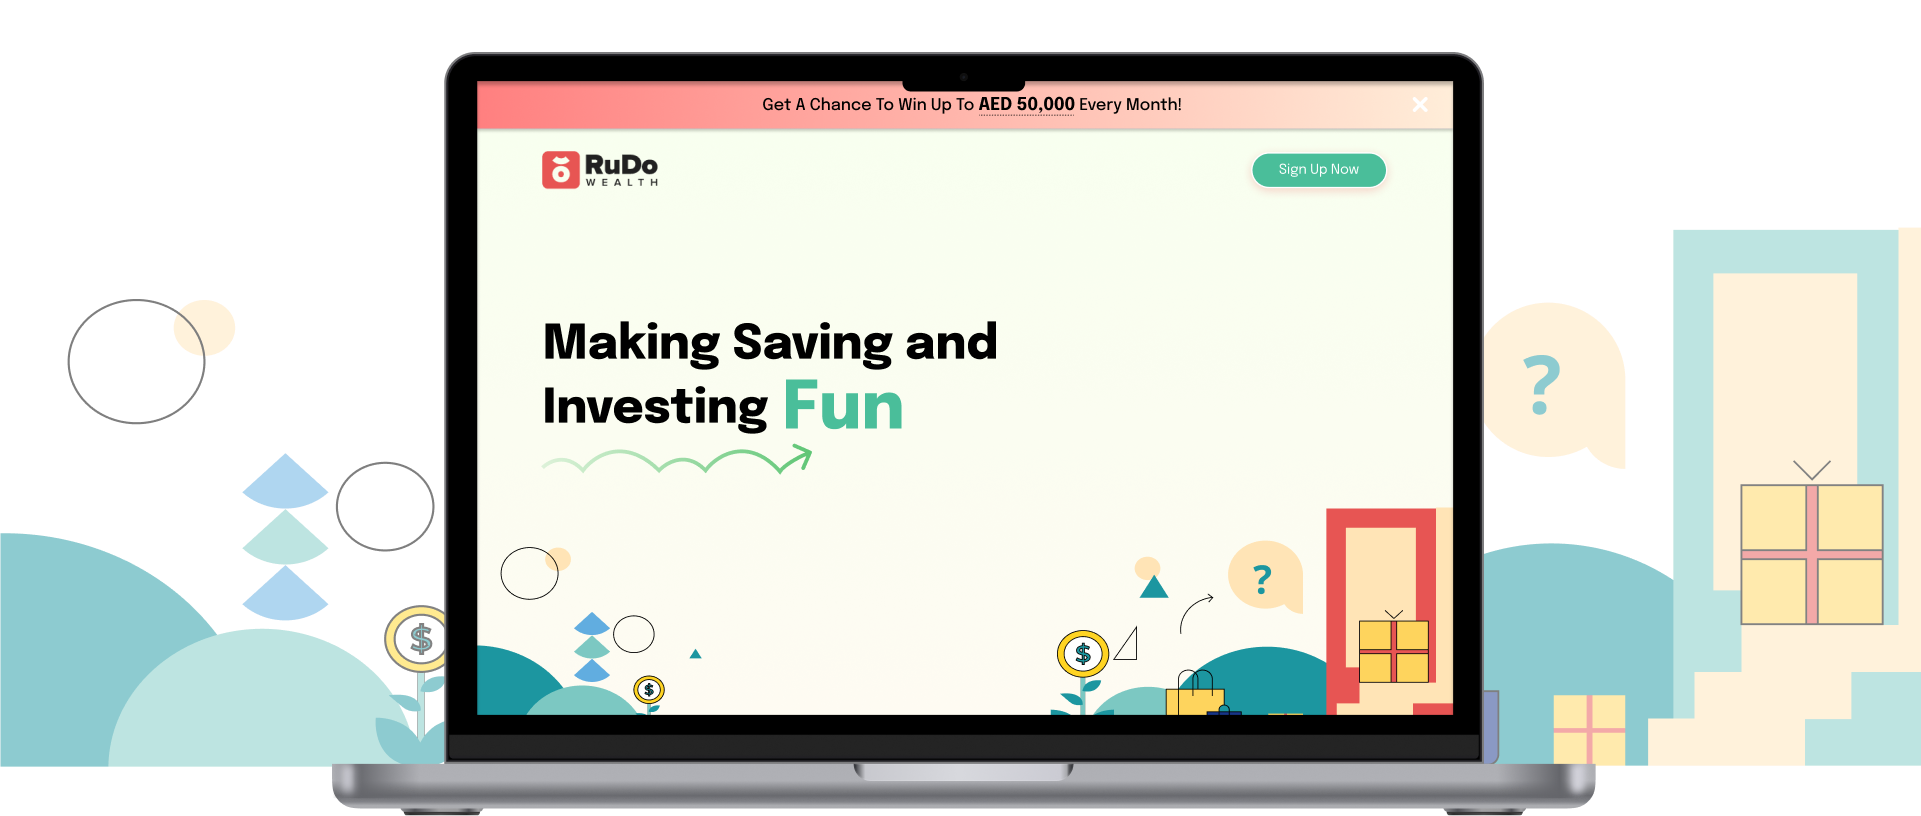 Get A Chance To Win Up To AED 50,000 Every Month!
RuDo
WEALTH
Sign Up Now
Making Saving and
Investing Fun
?
?
$
$
$